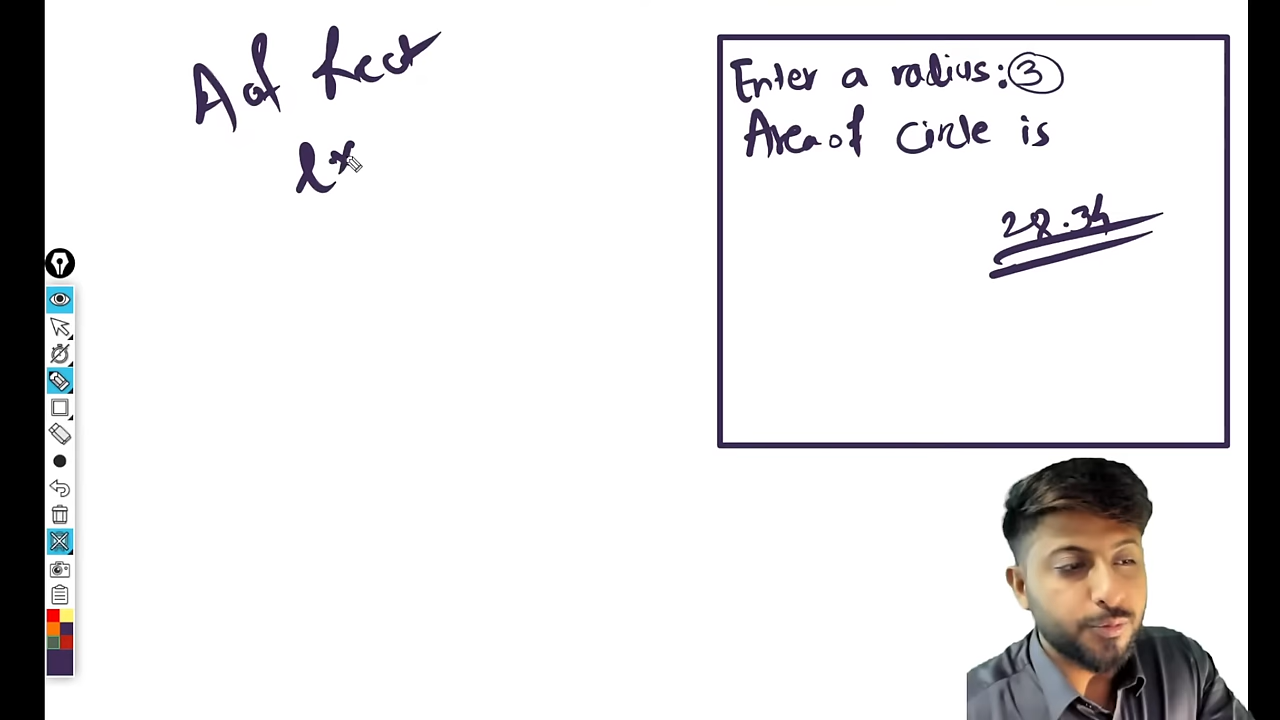 A of Rect
l x
Enter a radius: 3
Area of Circle is
28.34